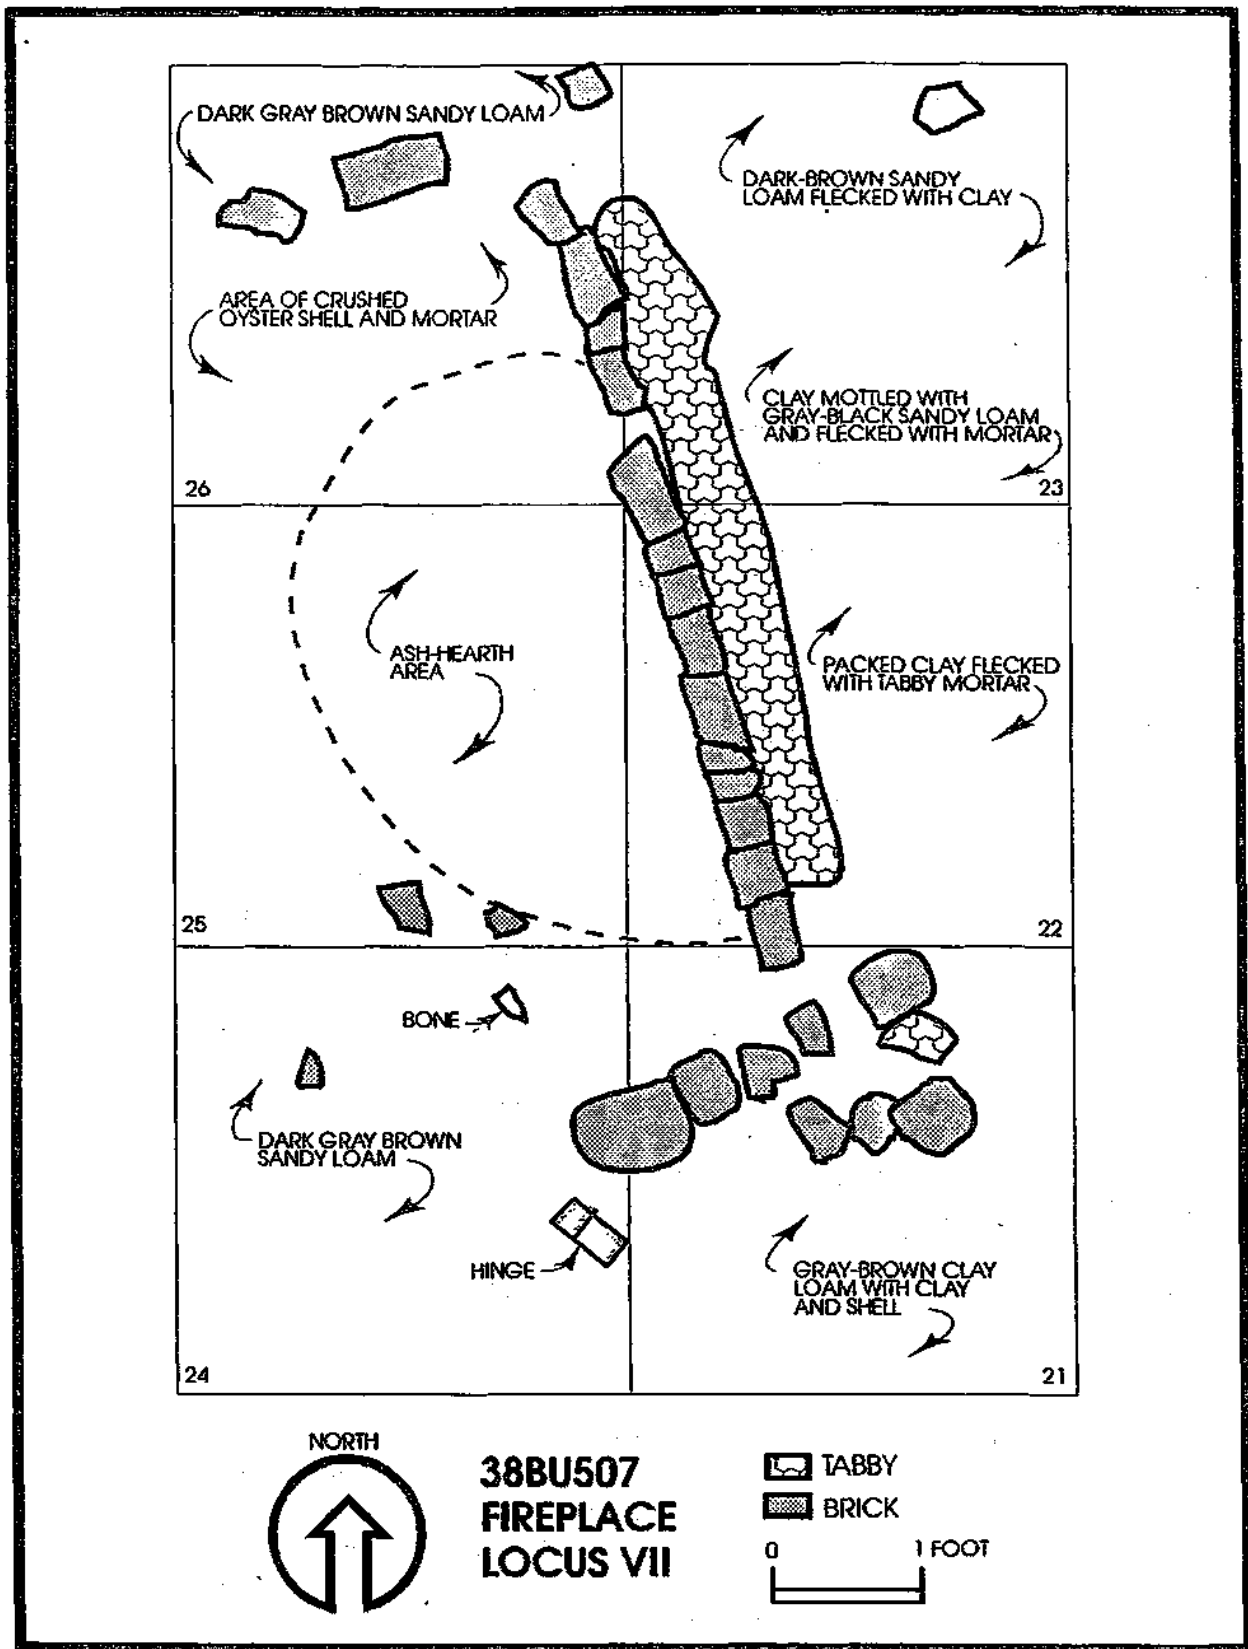 DARK GRAY BROWN SANDY LOAM
DARK-BROWN SANDY
LOAM FLECKED WITH CLAY
AREA OF CRUSHED
OYSTER SHELL AND MORTAR
CLAY MOTTLED WITH
GRAY-BLACK SANDY LOAM
AND FLECKED WITH MORTAR
26
23
ASH-HEARTH
AREA
PACKED CLAY FLECKED
WITH TABBY MORTAR
25
22
BONE
DARK GRAY BROWN
SANDY LOAM
HINGE
GRAY-BROWN CLAY
LOAM WITH CLAY
AND SHELL
24
21
NORTH
38BU507
FIREPLACE
LOCUS VII
TABBY
BRICK
0
1 FOOT